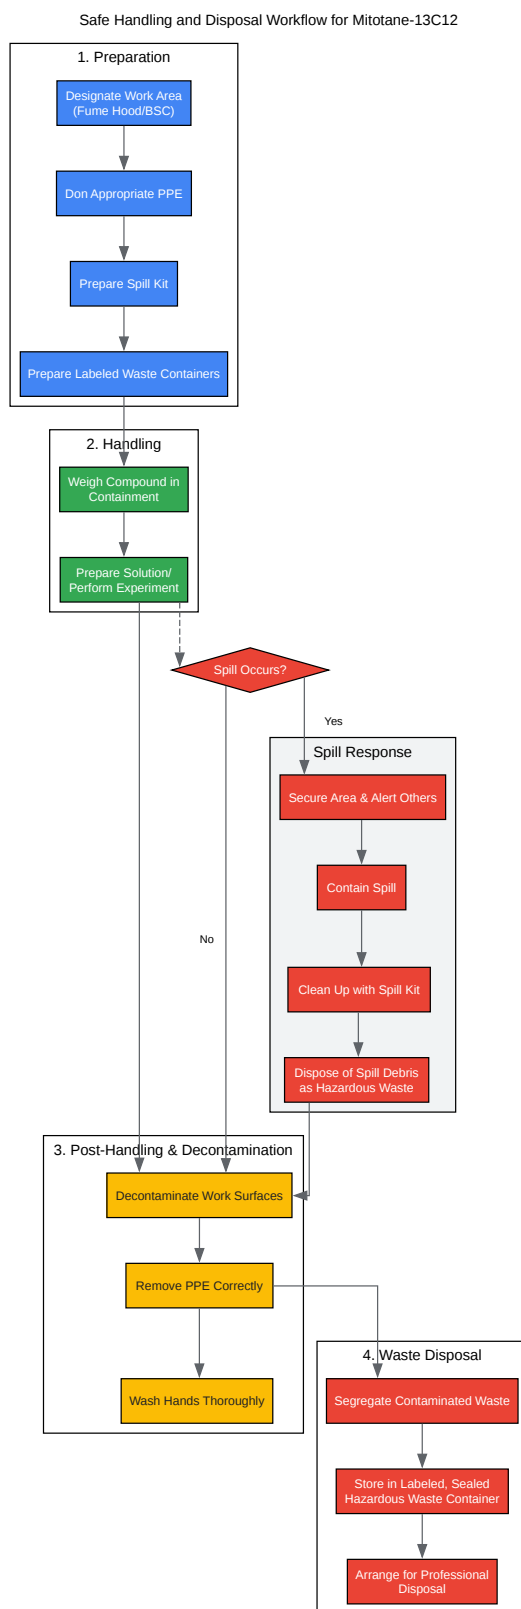 Safe Handling and Disposal Workflow for Mitotane-13C12
1. Preparation
Designate Work Area
(Fume Hood/BSC)
Don Appropriate PPE
Prepare Spill Kit
Prepare Labeled Waste Containers
2. Handling
Weigh Compound in
Containment
Prepare Solution/
Perform Experiment
Spill Occurs?
Yes
Spill Response
Secure Area & Alert Others
Contain Spill
No
Clean Up with Spill Kit
Dispose of Spill Debris
as Hazardous Waste
3. Post-Handling & Decontamination
Decontaminate Work Surfaces
Remove PPE Correctly
Wash Hands Thoroughly
4. Waste Disposal
Segregate Contaminated Waste
Store in Labeled, Sealed
Hazardous Waste Container
Arrange for Professional
Disposal